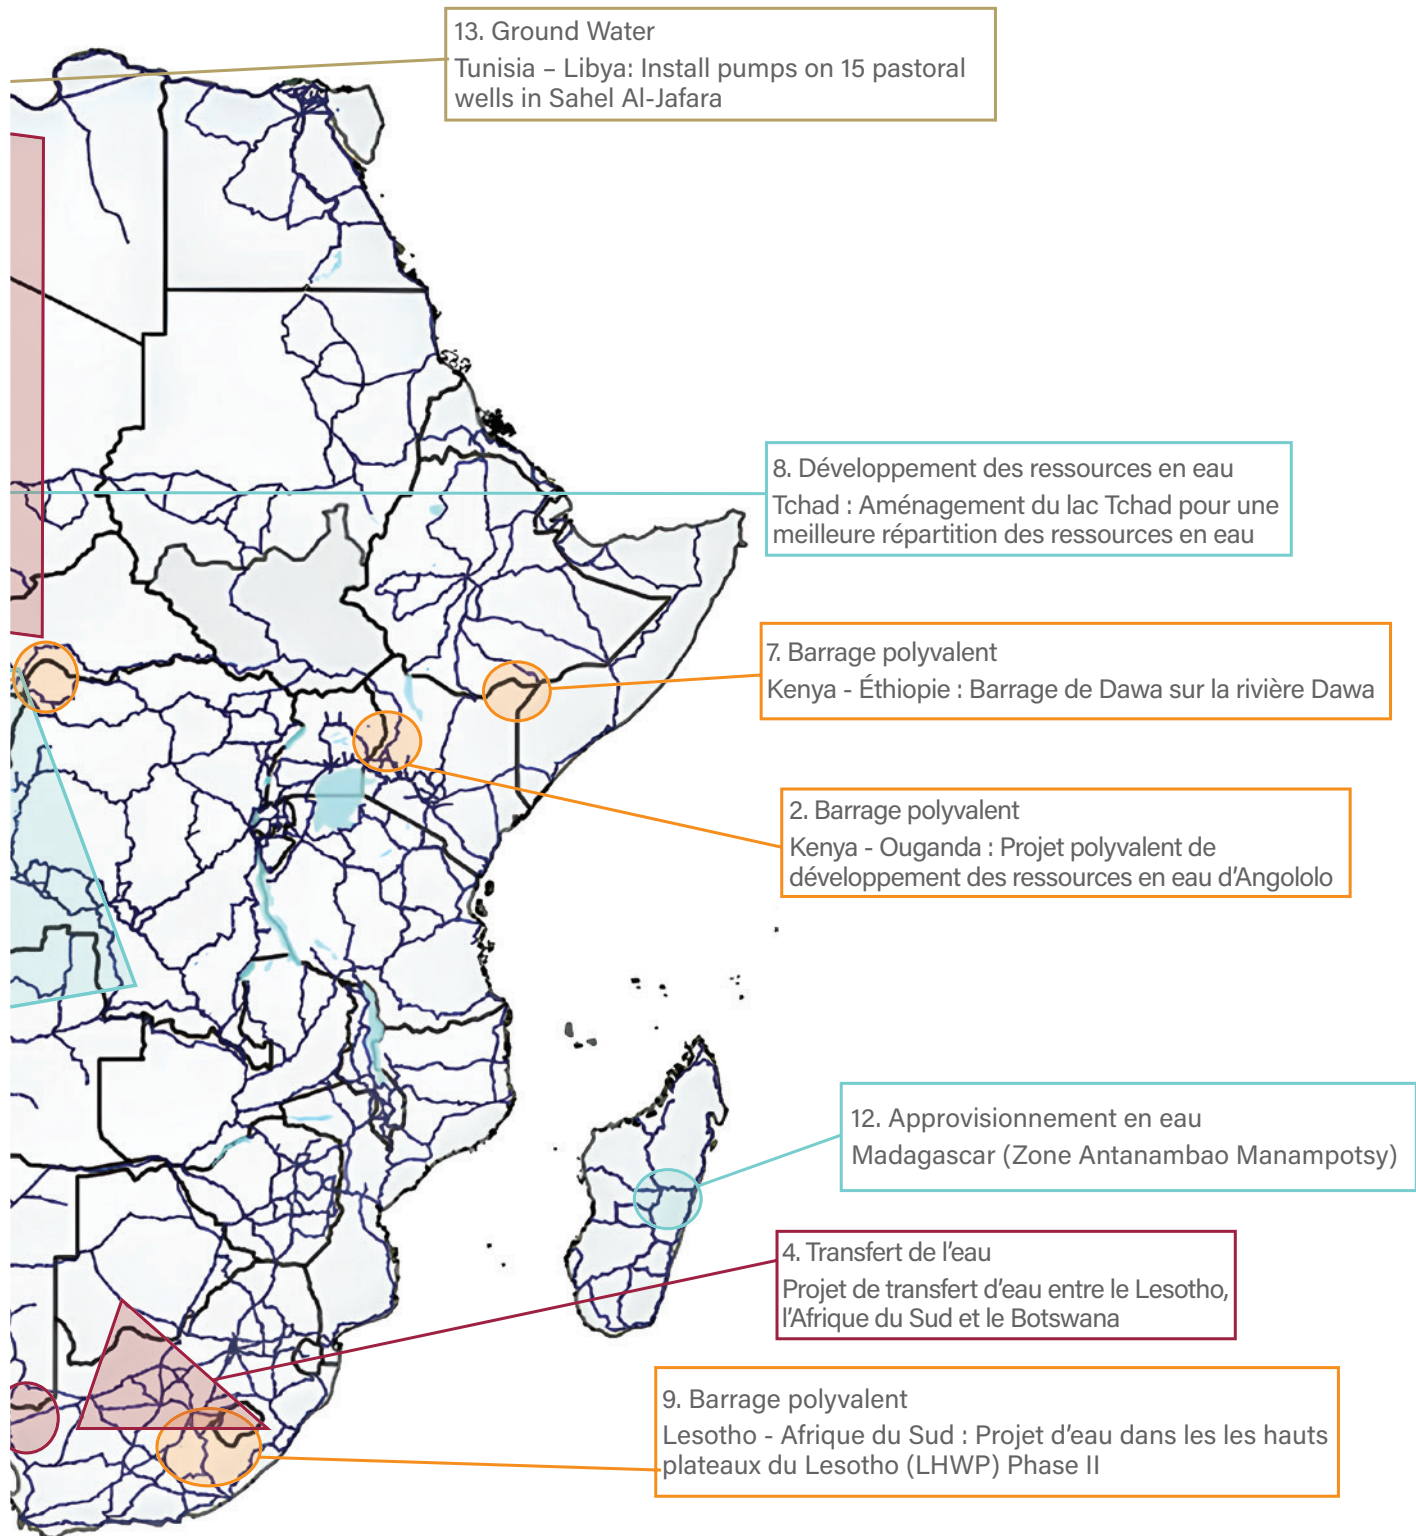 13. Ground Water
Tunisia – Libya: Install pumps on 15 pastoral
wells in Sahel Al-Jafara
8. Développement des ressources en eau
Tchad : Aménagement du lac Tchad pour une
meilleure répartition des ressources en eau
7. Barrage polyvalent
Kenya - Éthiopie : Barrage de Dawa sur la rivière Dawa
2. Barrage polyvalent
Kenya - Ouganda : Projet polyvalent de
développement des ressources en eau d’Angololo
12. Approvisionnement en eau
Madagascar (Zone Antanambao Manampotsy)
4. Transfert de l’eau
Projet de transfert d’eau entre le Lesotho,
l’Afrique du Sud et le Botswana
9. Barrage polyvalent
Lesotho - Afrique du Sud : Projet d’eau dans les les hauts
plateaux du Lesotho (LHWP) Phase II